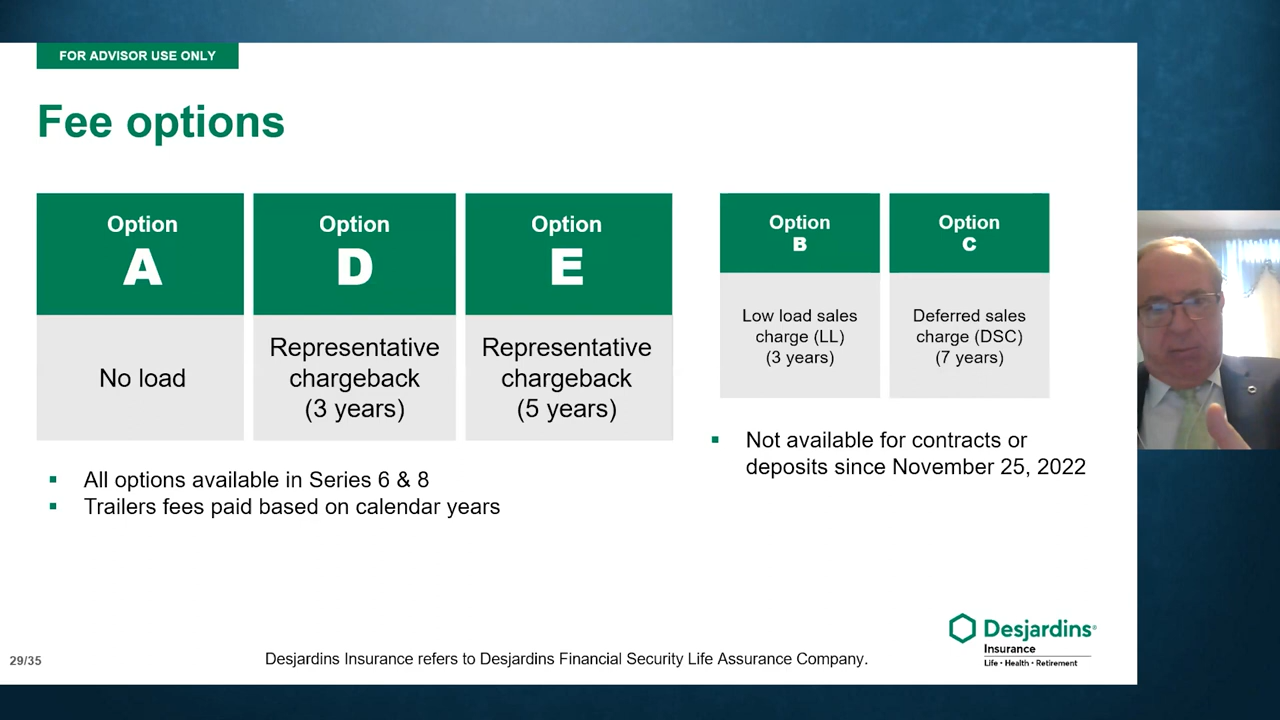 FOR ADVISOR USE ONLY
Fee options
Option
A
No load
Option
D
Representative
chargeback
(3 years)
Option
E
Representative
chargeback
(5 years)
Option
B
Low load sales
charge (LL)
(3 years)
Option
C
Deferred sales
charge (DSC)
(7 years)
▪ All options available in Series 6 & 8
▪ Trailers fees paid based on calendar years
▪ Not available for contracts or
deposits since November 25, 2022
Desjardins®
Insurance
Life • Health • Retirement
29/35
Desjardins Insurance refers to Desjardins Financial Security Life Assurance Company.